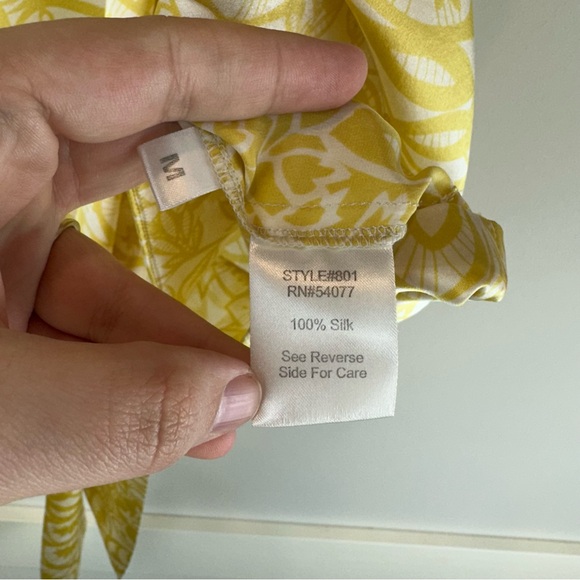 M
STYLE#801
RN#54077
100% Silk
See Reverse
Side For Care